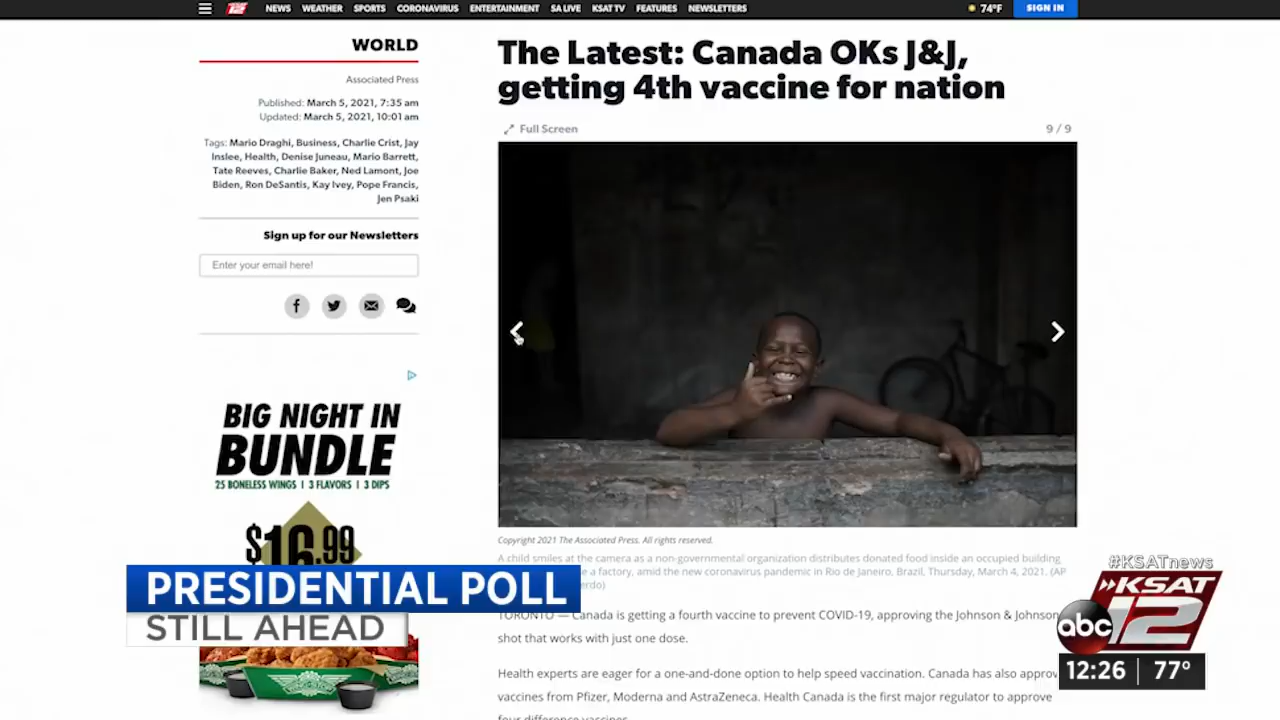 12
NEWS WEATHER SPORTS CORONAVIRUS ENTERTAINMENT SA LIVE KSAT TV FEATURES NEWSLETTERS
74°F
SIGN IN
WORLD
Associated Press
Published: March 5, 2021, 7:35 am
Updated: March 5, 2021, 10:01 am
Tags: Mario Draghi, Business, Charlie Crist, Jay
Inslee, Health, Denise Juneau, Mario Barrett,
Tate Reeves, Charlie Baker, Ned Lamont, Joe
Biden, Ron DeSantis, Kay Ivey, Pope Francis,
Jen Psaki
Sign up for our Newsletters
Enter your email here!
BIG NIGHT IN
BUNDLE
25 BONELESS WINGS | 3 FLAVORS | 3 DIPS
$16.99
WINGSTOP
The Latest: Canada OKs J&J,
getting 4th vaccine for nation
Full Screen
9 / 9
Copyright 2021 The Associated Press. All rights reserved.
A child smiles at the camera as a non-governmental organization distributes donated food inside an occupied building
a factory, amid the new coronavirus pandemic in Rio de Janeiro, Brazil, Thursday, March 4, 2021. (AP
TORONTO — Canada is getting a fourth vaccine to prevent COVID-19, approving the Johnson & Johnson
shot that works with just one dose.
Health experts are eager for a one-and-done option to help speed vaccination. Canada has also
vaccines from Pfizer, Moderna and AstraZeneca. Health Canada is the first major regulator to approve
four difference vaccines
PRESIDENTIAL POLL
STILL AHEAD
#KSATnews
KSAT
abc 12
12:26 77°